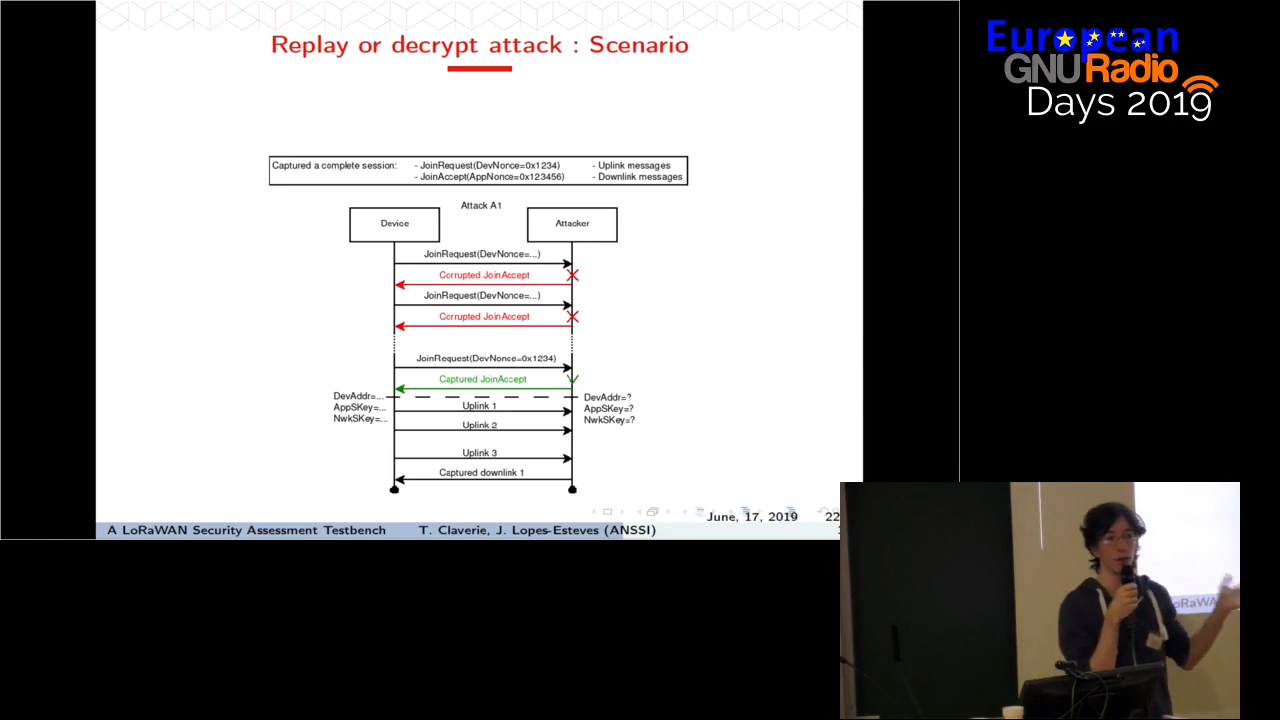 Replay or decrypt attack : Scenario
European
GNURadio
Days 2019
Captured a complete session: - JoinRequest(DevNonce=0x1234) - Uplink messages
- JoinAccept(AppNonce=0x123456) - Downlink messages
Attack A1
Device
Attacker
JoinRequest(DevNonce=...)
Corrupted JoinAccept
JoinRequest(DevNonce=...)
Corrupted JoinAccept
JoinRequest(DevNonce=0x1234)
Captured JoinAccept
DevAddr=...
AppSKey=...
NwkSKey=...
DevAddr=?
AppSKey=?
NwkSKey=?
Uplink 1
Uplink 2
Uplink 3
Captured downlink 1
June, 17, 2019 22
A LoRaWAN Security Assessment Testbench T. Claverie, J. Lopes-Esteves (ANSSI)
LoRaWA